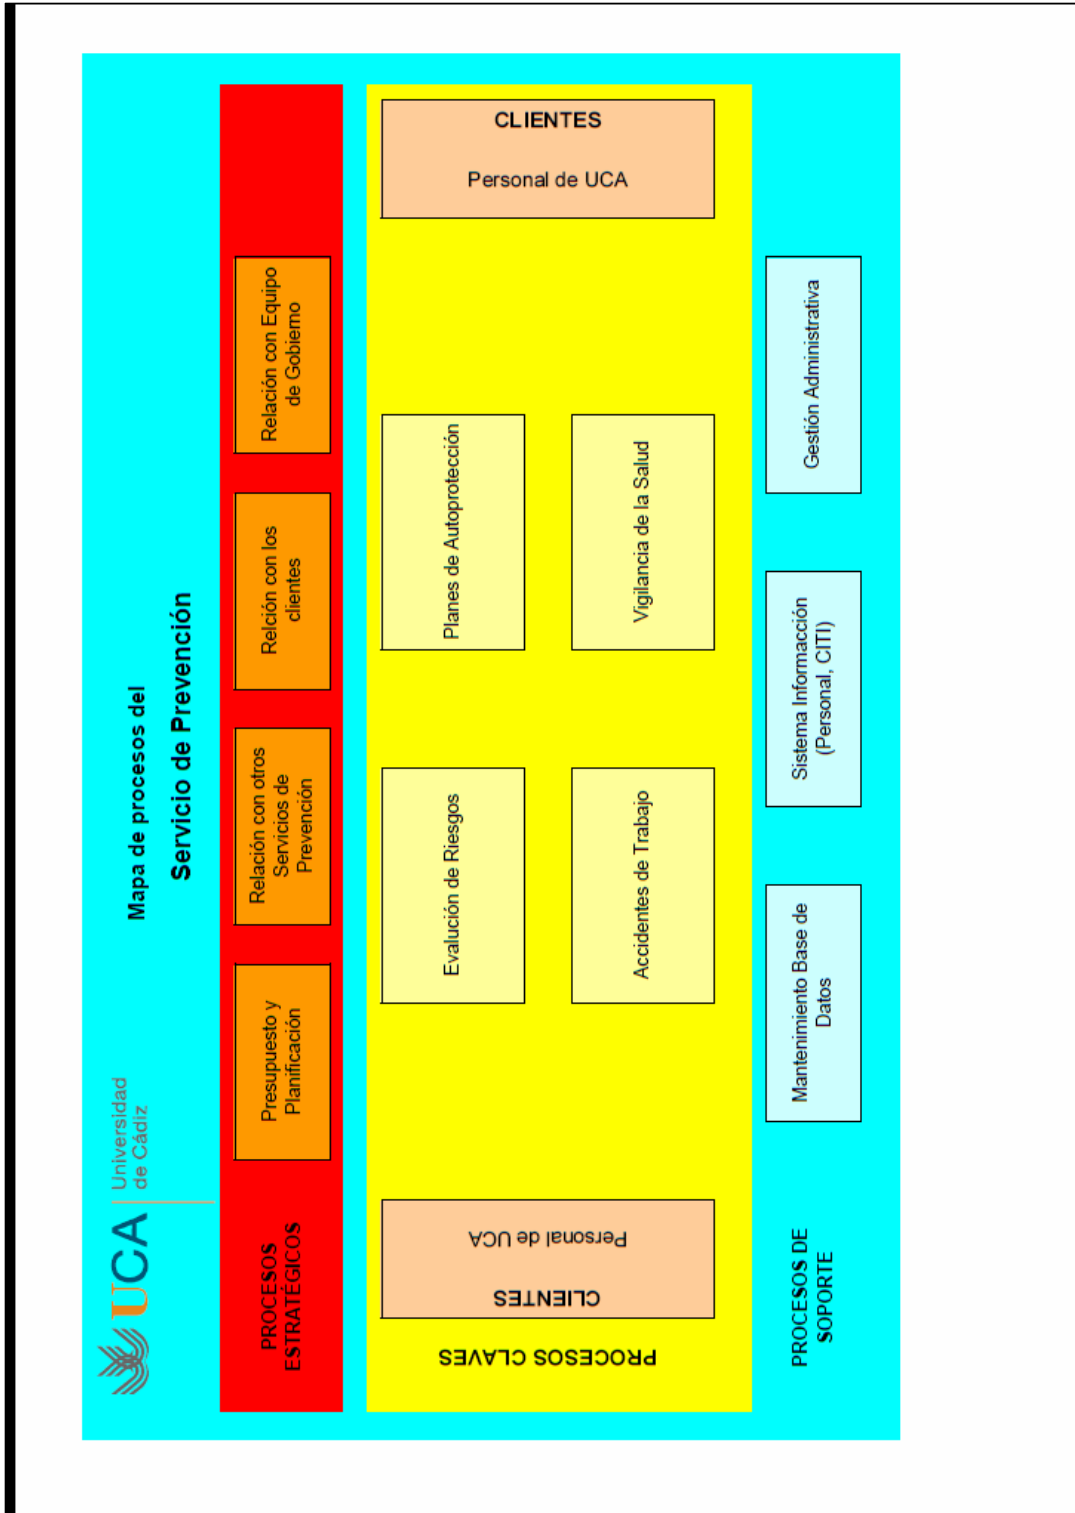 UCA
Universidad
de Cádiz
Mapa de procesos del
Servicio de Prevención
PROCESOS
ESTRATÉGICOS
Presupuesto y
Planificación
Relación con otros
Servicios de
Prevención
Relción con los
clientes
Relación con Equipo
de Gobierno
PROCESOS CLAVES
CLIENTES
Personal de UCA
Evalución de Riesgos
Planes de Autoprotección
Accidentes de Trabajo
Vigilancia de la Salud
CLIENTES
Personal de UCA
PROCESOS DE
SOPORTE
Mantenimiento Base de
Datos
Sistema Informacción
(Personal, CITI)
Gestión Administrativa